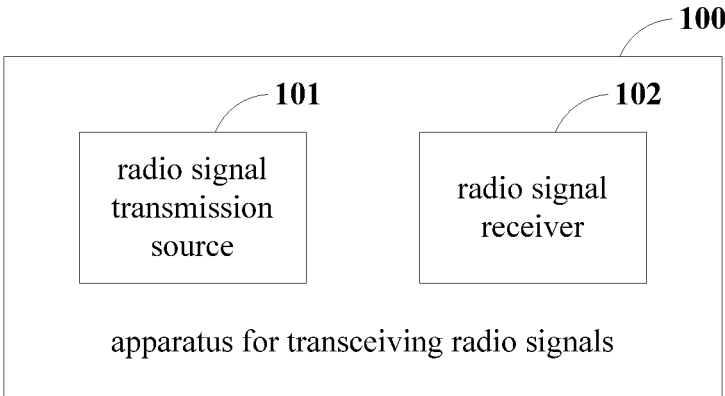 100
101
102
radio signal
transmission
source
radio signal
receiver
apparatus for transceiving radio signals